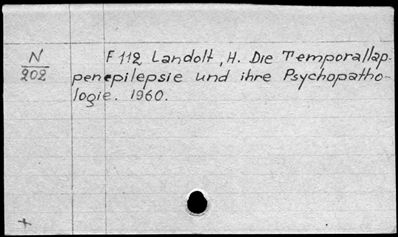 N F 112 Landolt, H. Die Temporallap-
202 penepilepsie und ihre Psychopatho-
logie. 1960.
+